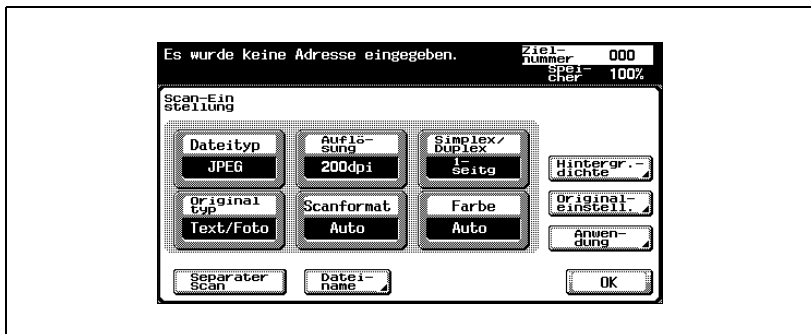 Es wurde keine Adresse eingegeben.
Ziel-
nummer 000
Spei-
cher 100%
Scan-Ein
stellung
Dateityp
JPEG
Auflö-
sung
200dpi
Simplex/
Duplex
1-
seitg
Hintergr.-
dichte
Original
typ
Text/Foto
Scanformat
Auto
Farbe
Auto
Original-
einstell.
Anwen-
dung
Separater
Scan
Datei-
name
OK